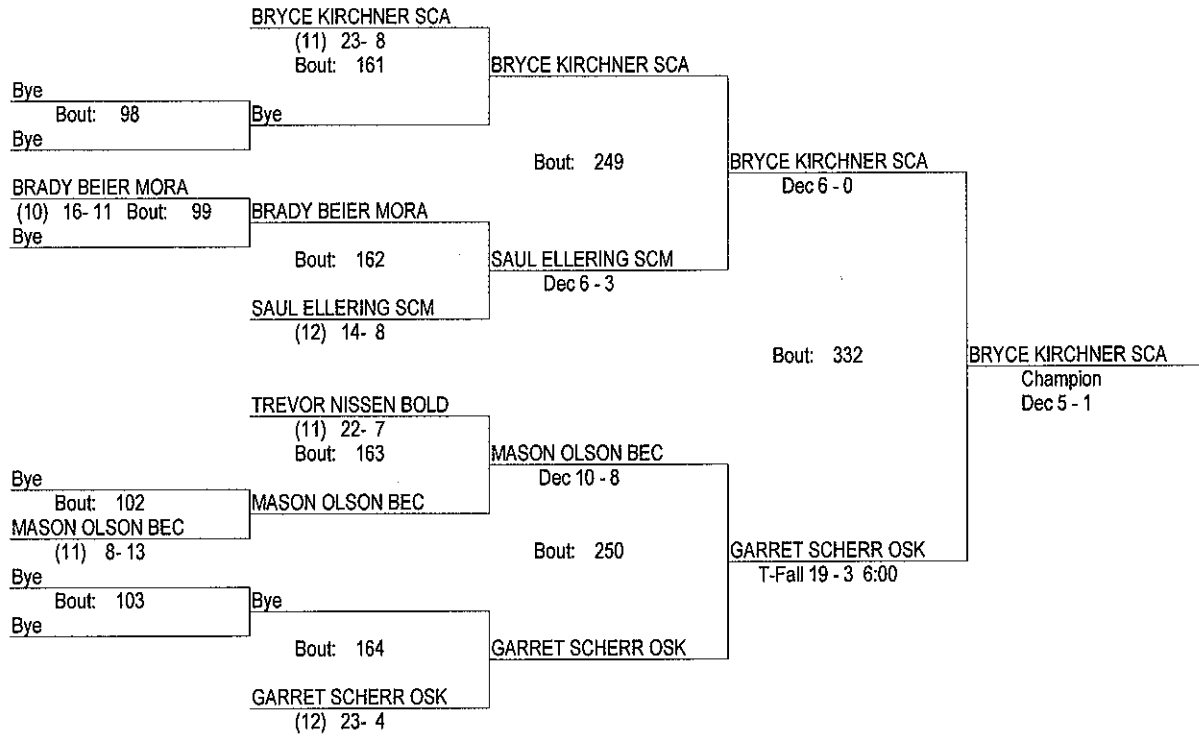 BRYCE KIRCHNER SCA
(11) 23- 8
Bout: 161
BRYCE KIRCHNER SCA
Bye
Bout: 98
Bye
Bye
Bout: 249
BRYCE KIRCHNER SCA
Dec 6 - 0
BRADY BEIER MORA
(10) 16- 11 Bout: 99
BRADY BEIER MORA
Bye
Bout: 162
SAUL ELLERING SCM
Dec 6 - 3
SAUL ELLERING SCM
(12) 14- 8
Bout: 332
BRYCE KIRCHNER SCA
Champion
Dec 5 - 1
TREVOR NISSEN BOLD
(11) 22- 7
Bout: 163
MASON OLSON BEC
Dec 10 - 8
Bye
Bout: 102
MASON OLSON BEC
MASON OLSON BEC
(11) 8- 13
Bout: 250
GARRET SCHERR OSK
T-Fall 19 - 3 6:00
Bye
Bout: 103
Bye
Bye
Bout: 164
GARRET SCHERR OSK
GARRET SCHERR OSK
(12) 23- 4